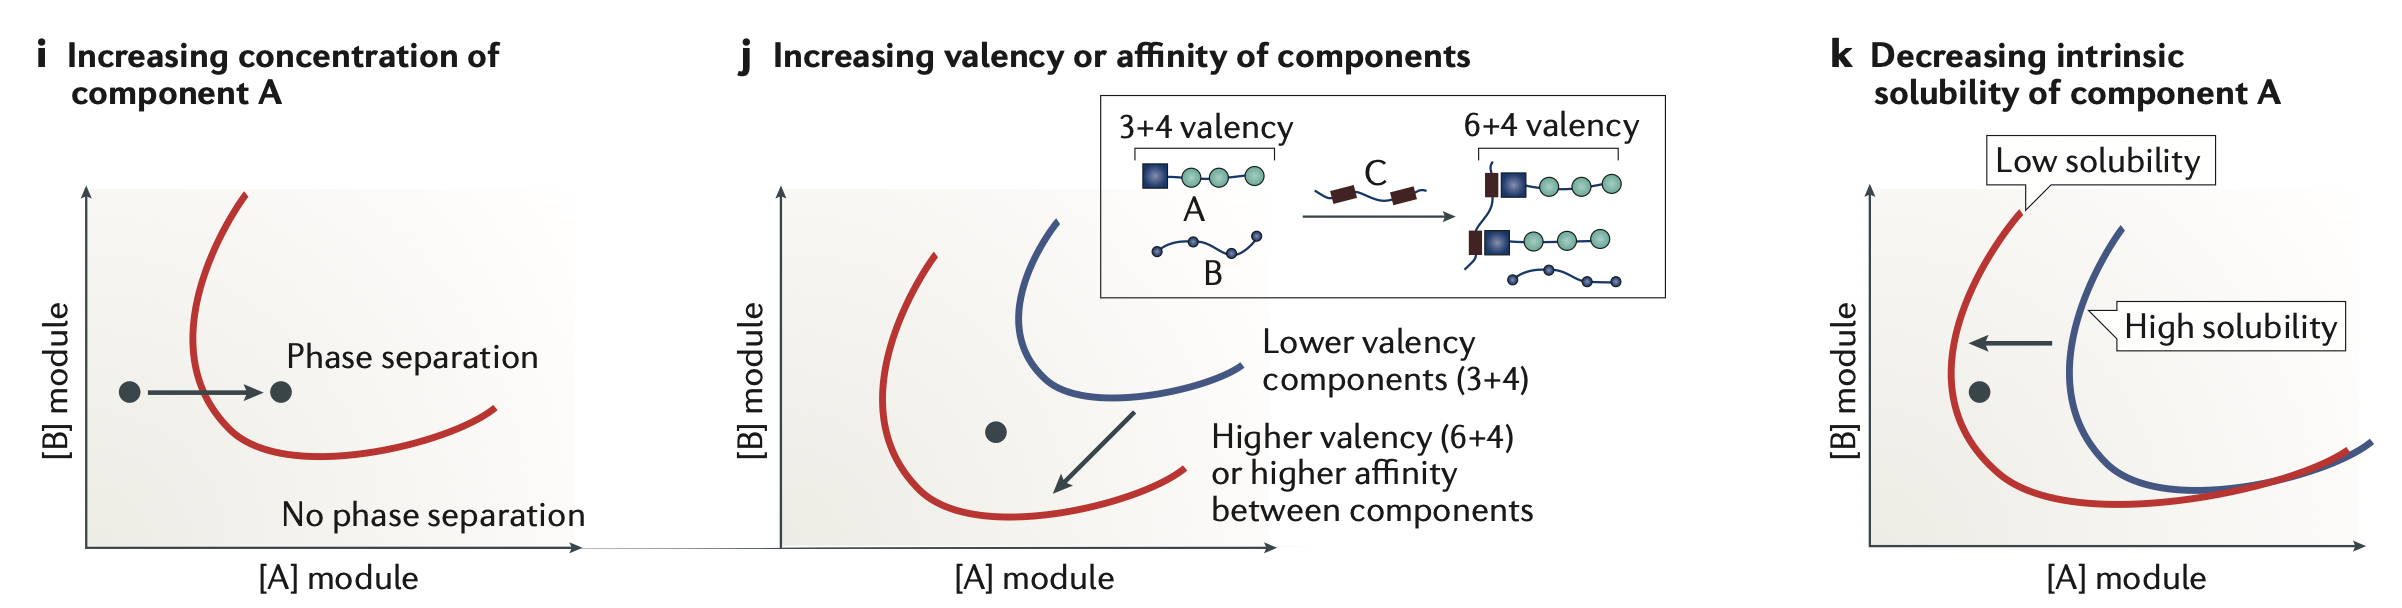 i Increasing concentration of
component A
[B] module
Phase separation
No phase separation
[A] module
j Increasing valency or affinity of components
3+4 valency
A
B
C
6+4 valency
[B] module
Lower valency
components (3+4)
Higher valency (6+4)
or higher affinity
between components
[A] module
k Decreasing intrinsic
solubility of component A
Low solubility
High solubility
[B] module
[A] module